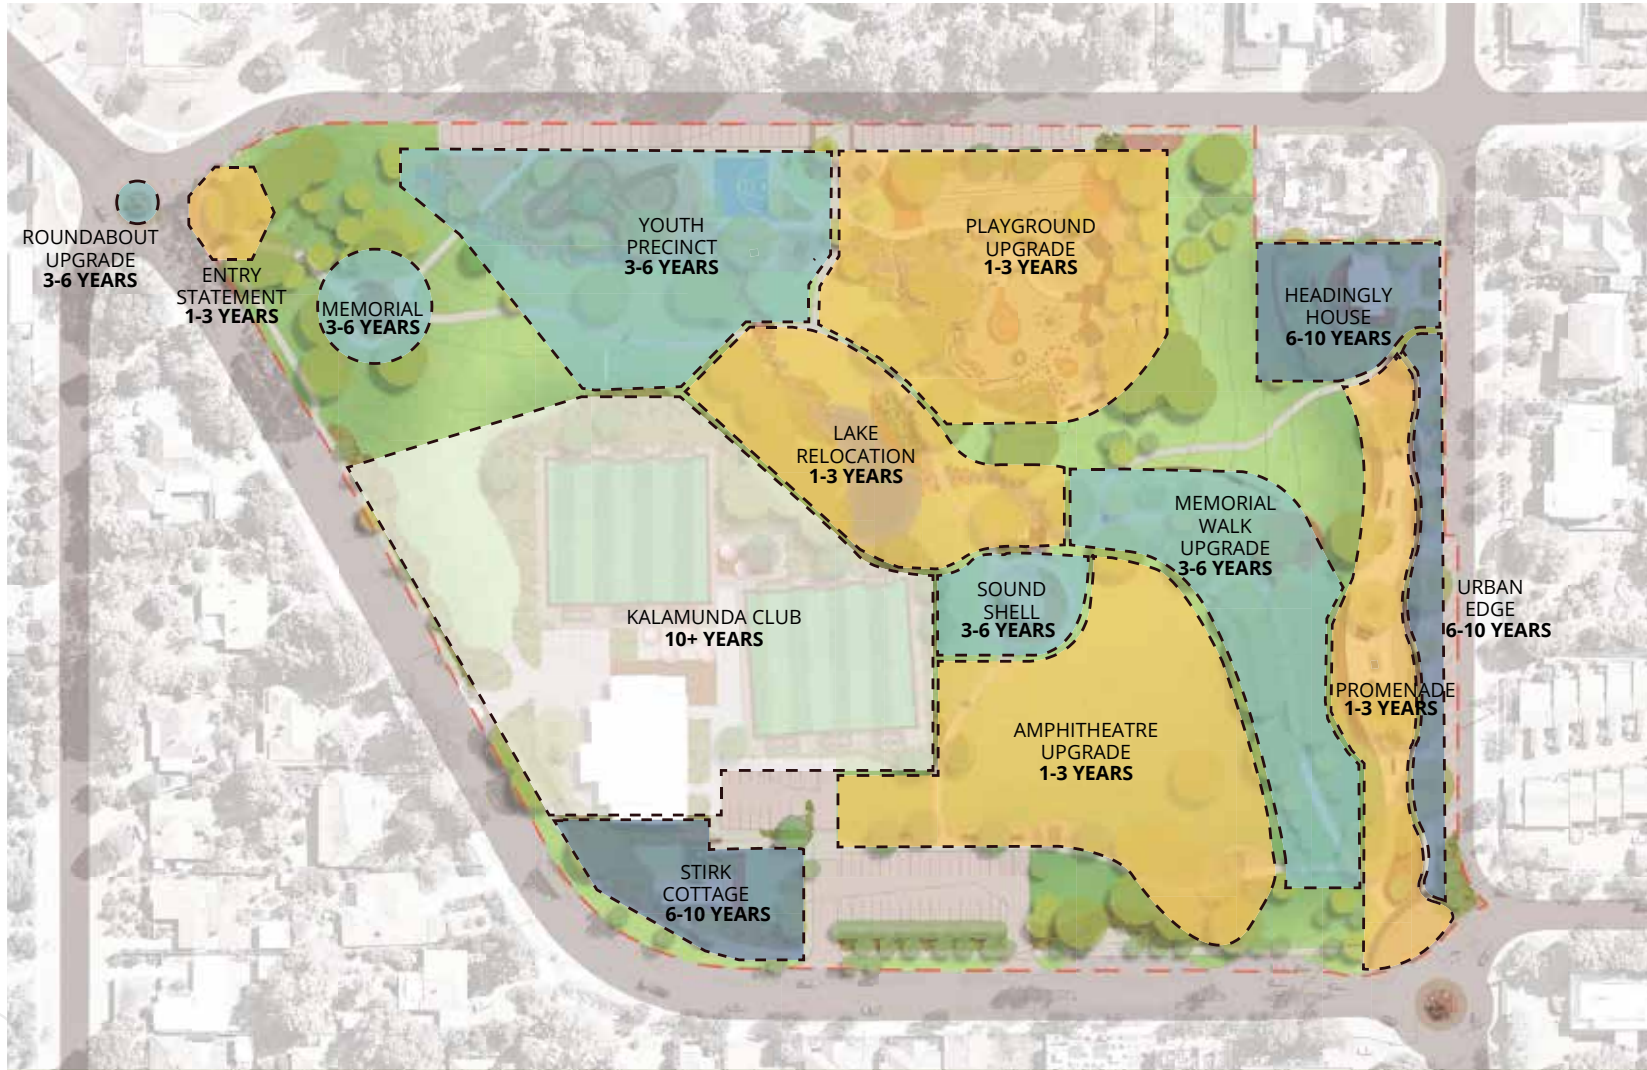 YOUTH
PRECINCT
3-6 YEARS
PLAYGROUND
UPGRADE
1-3 YEARS
ROUNDABOUT
UPGRADE
3-6 YEARS
ENTRY
STATEMENT
1-3 YEARS
MEMORIAL
3-6 YEARS
HEADINGLY
HOUSE
6-10 YEARS
LAKE
RELOCATION
1-3 YEARS
MEMORIAL
WALK
UPGRADE
3-6 YEARS
SOUND
SHELL
3-6 YEARS
URBAN
EDGE
6-10 YEARS
KALAMUNDA CLUB
10+ YEARS
PROMENADE
1-3 YEARS
AMPHITHEATRE
UPGRADE
1-3 YEARS
STIRK
COTTAGE
6-10 YEARS